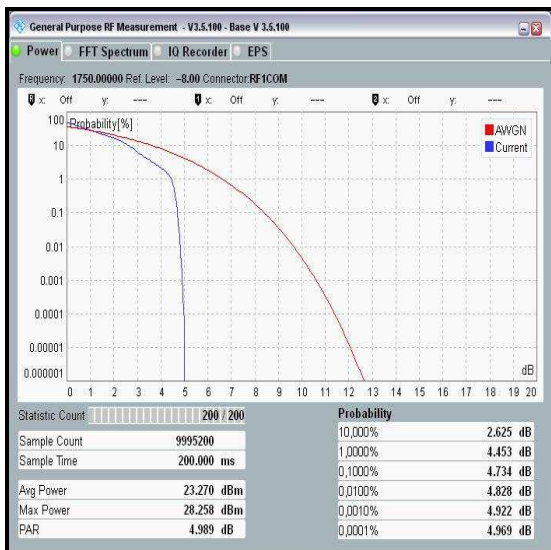 General Purpose RF Measurement - V3.5.100 - Base V 3.5.100
Power FFT Spectrum IQ Recorder EPS
Frequency: 1750.00000 Ref. Level: -8.00 Connector:RF1COM
x: Off y: --- 1 x: Off y: --- 2 x: Off y: ---
Probability[%]
AWGN
Current
100
10
1
0.1
0.01
0.001
0.0001
0.00001
0.000001
dB
0 1 2 3 4 5 6 7 8 9 10 11 12 13 14 15 16 17 18 19 20
Statistic Count 200 / 200
Sample Count 9995200
Sample Time 200.000 ms
Avg Power 23.270 dBm
Max Power 28.258 dBm
PAR 4.989 dB
Probability
10,000% 2.625 dB
1,0000% 4.453 dB
0,1000% 4.734 dB
0,0100% 4.828 dB
0,0010% 4.922 dB
0,0001% 4.969 dB